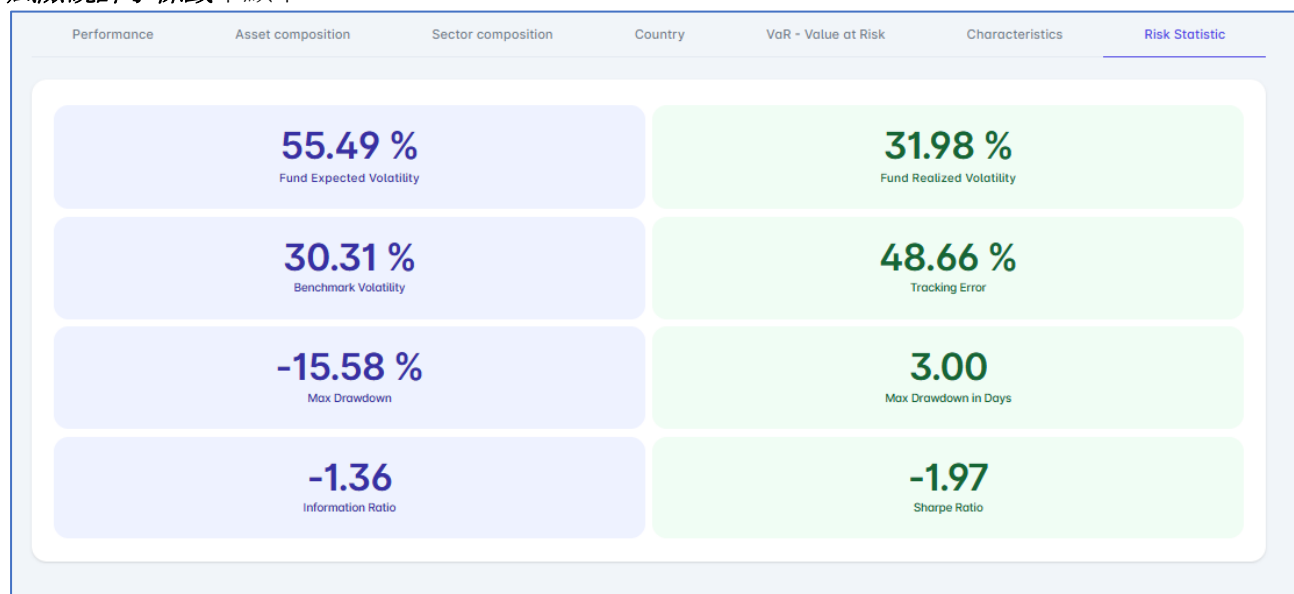 Performance Asset composition Sector composition Country VaR - Value at Risk Characteristics Risk Statistic
55.49 % 31.98 %
Fund Expected Volatility Fund Realized Volatility
30.31 % 48.66 %
Benchmark Volatility Tracking Error
-15.58 % 3.00
Max Drawdown Max Drawdown in Days
-1.36 -1.97
Information Ratio Sharpe Ratio